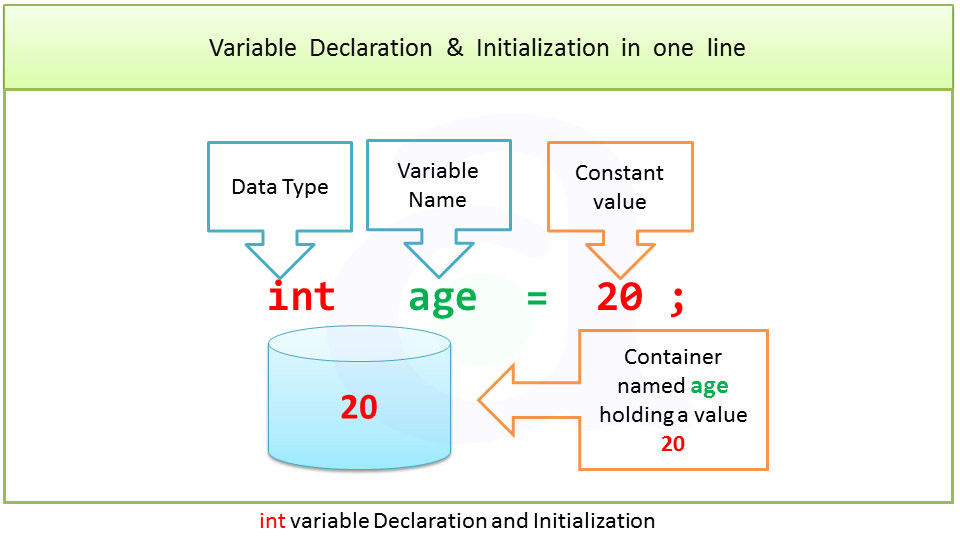 Variable Declaration & Initialization in one line
Data Type
Variable
Name
Constant
value
int age = 20 ;
20
Container
named age
holding a value
20
int variable Declaration and Initialization